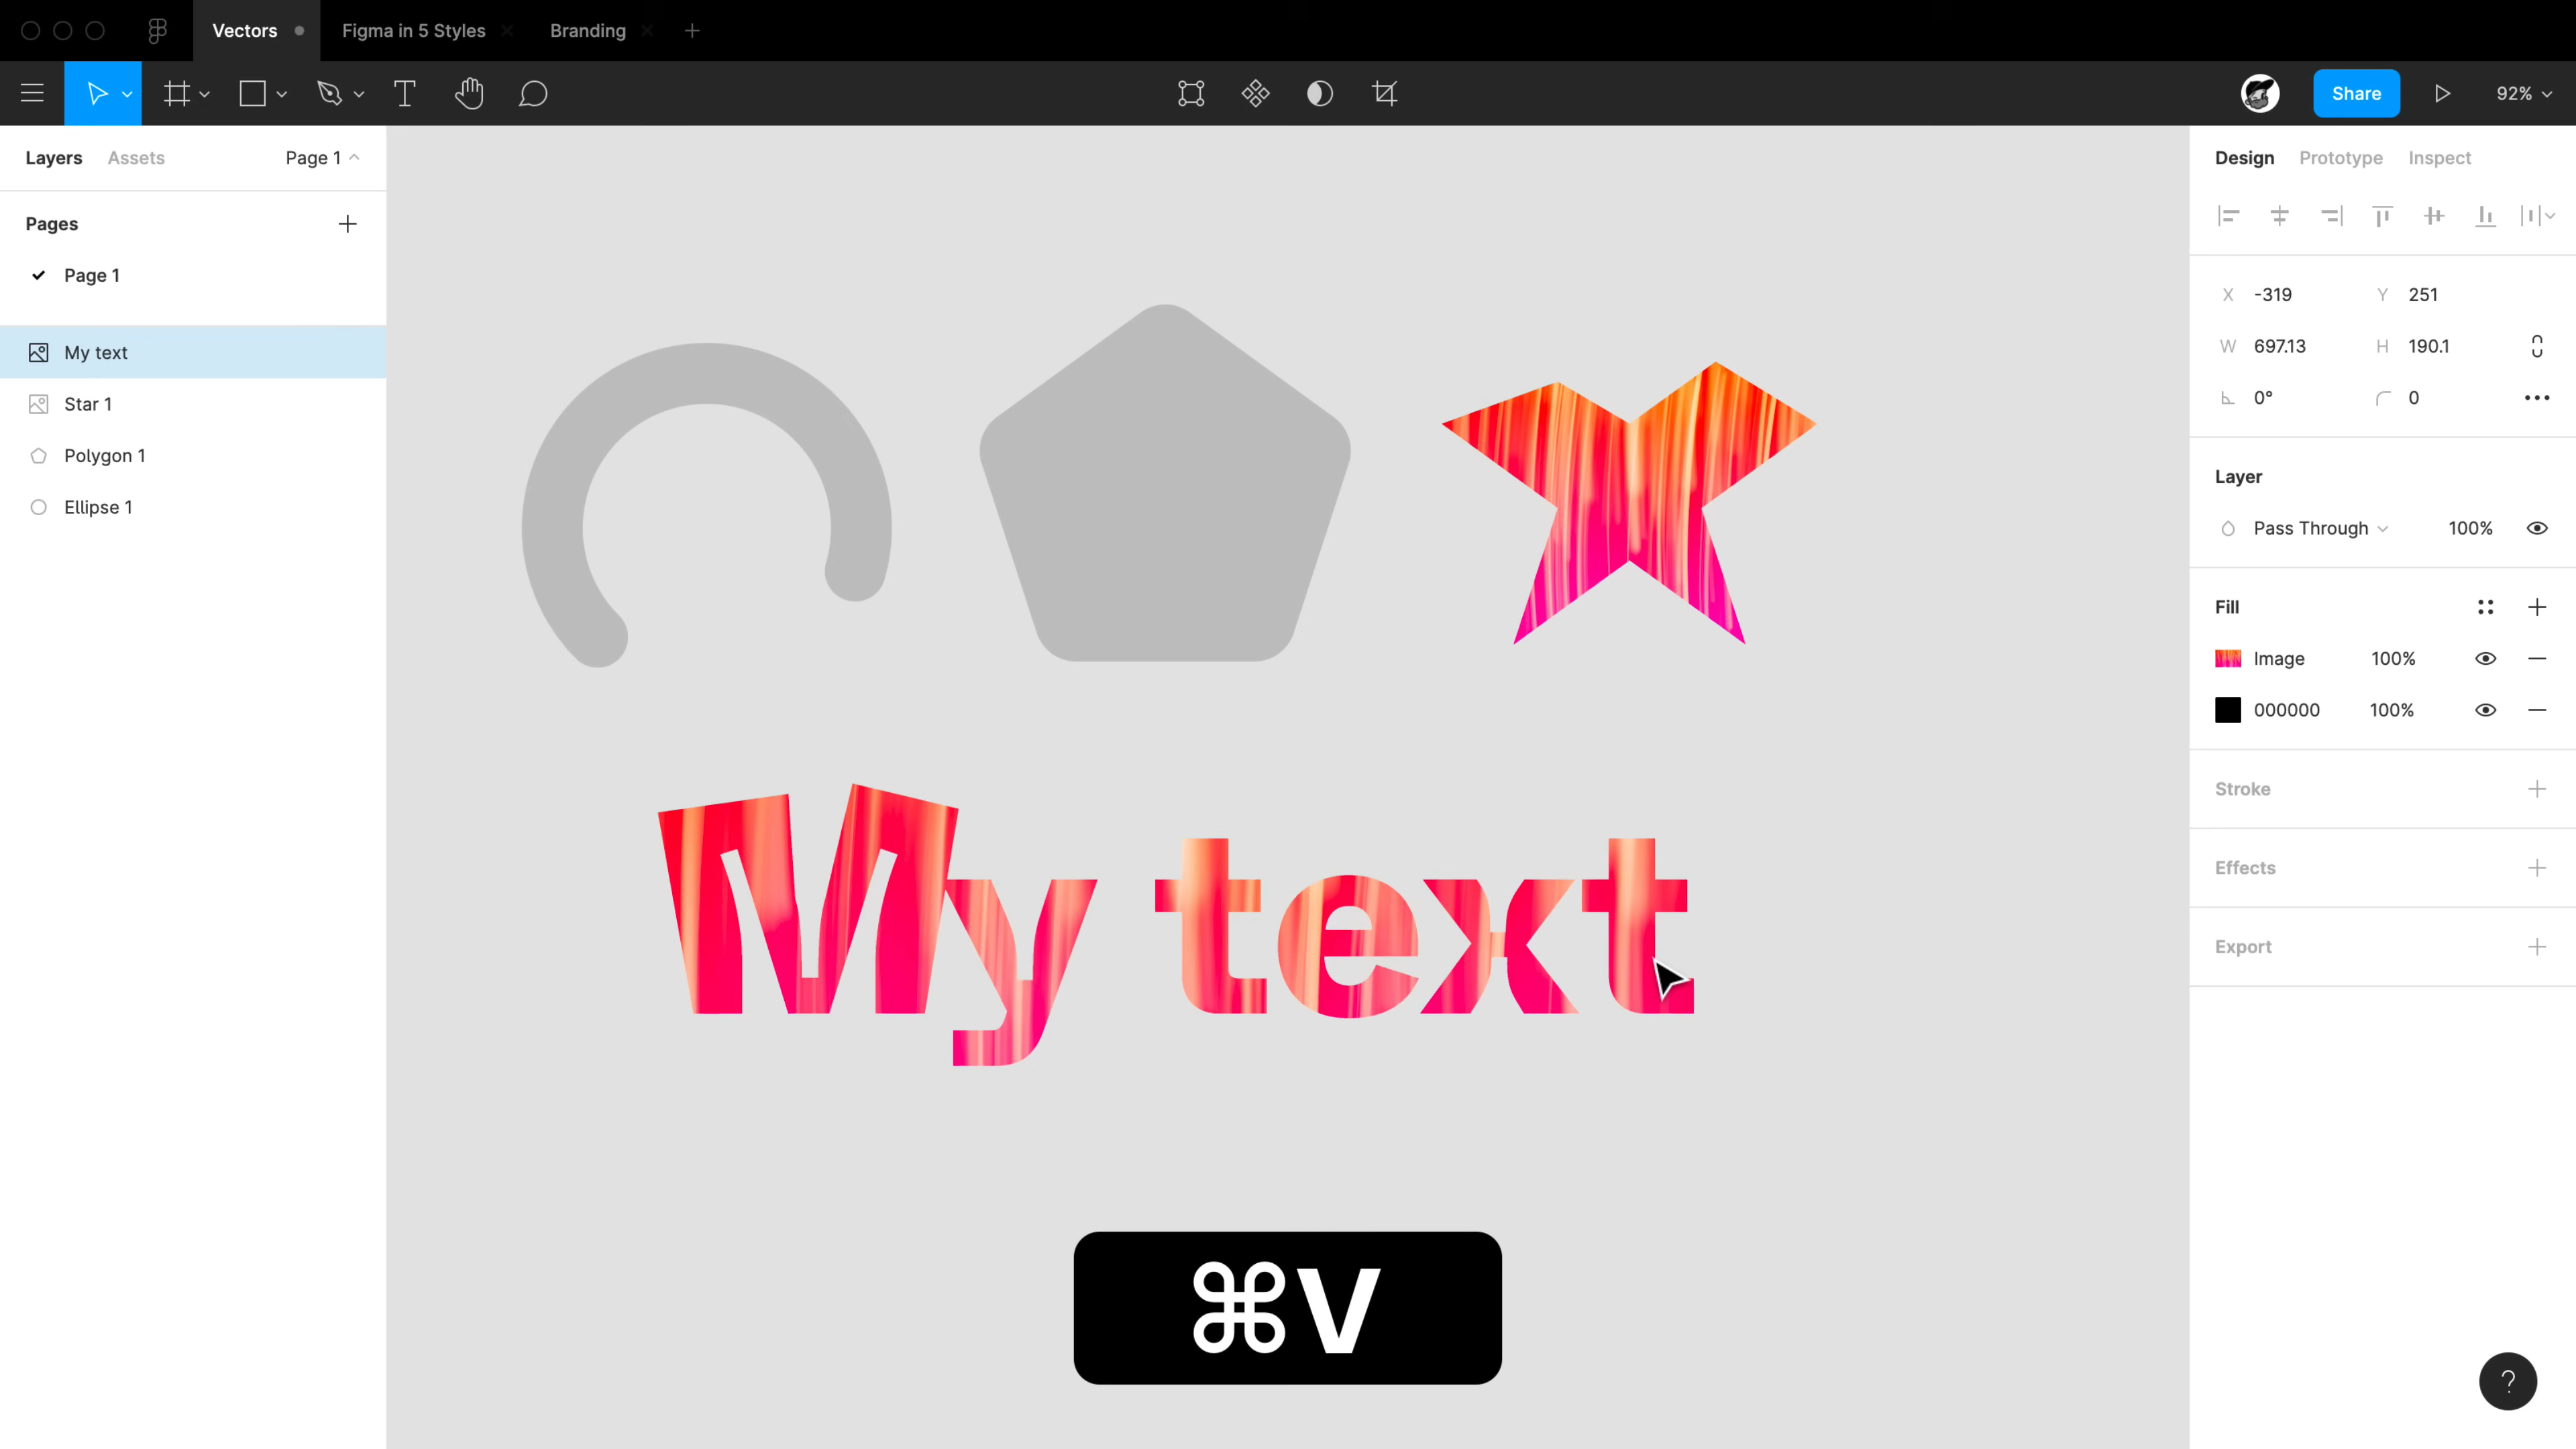 Vectors Figma in 5 Styles Branding
Share 92%
Layers Assets Page 1
Pages
Page 1
My text
Star 1
Polygon 1
Ellipse 1
My text
⌘V
Design Prototype Inspect
X -319 Y 251
W 697.13 H 190.1
0° 0
Layer
Pass Through 100%
Fill
Image 100%
000000 100%
Stroke
Effects
Export
?